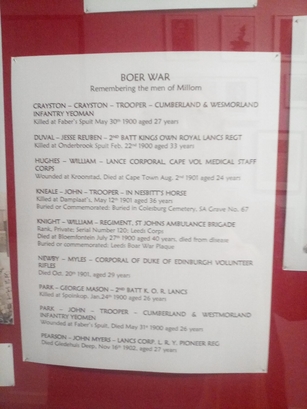 BOER WAR
Remembering the men of Millom
CRAYSTON – CRAYSTON – TROOPER – CUMBERLAND & WESMORLAND
INFANTRY YEOMAN
Killed at Faber's Spuit May 30th 1900 aged 27 years
DUVAL – JESSE REUBEN – 2ND BATT KINGS OWN ROYAL LANCS REGT
Killed at Onderbrook Spuit Feb. 22nd 1900 aged 33 years
HUGHES – WILLIAM – LANCE CORPORAL, CAPE VOL MEDICAL STAFF
CORPS
Wounded at Kroonstad, Died at Cape Town Aug. 2nd 1901 aged 24 years
KNEALE – JOHN – TROOPER – IN NESBITT'S HORSE
Killed at Damplaat's, May 12th 1901 aged 36 years
Buried or Commemorated: Buried in Colesburg Cemetery, SA Grave No. 67
KNIGHT – WILLIAM – REGIMENT, ST JOHNS AMBULANCE BRIGADE
Rank, Private: Serial Number 120: Leeds Corps
Died at Bloemfontein July 27th 1900 40 years, died from disease
Buried or commemorated: Leeds Boer War Plaque
NEWBY – MYLES – CORPORAL OF DUKE OF EDINBURGH VOLUNTEER
RIFLES
Died Oct. 20th 1901, aged 29 years
PARK – GEORGE MASON – 2ND BATT K. O. R. LANCS
Killed at Spoinkop, Jan.24th 1900 aged 26 years
PARK – JOHN – TROOPER – CUMBERLAND & WESTMORLAND
INFANTRY YEOMEN
Wounded at Faber's Spuit, Died May 31st 1900 aged 26 years
PEARSON – JOHN MYERS – LANCE CORP. L. R. Y. PIONEER REG.
Died Gledehuis Deep, Nov 16th 1902, aged 27 years